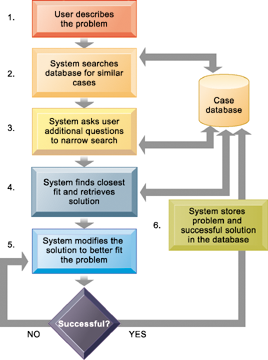 1.
User describes
the problem
2.
System searches
database for similar
cases
Case
database
3.
System asks user
additional questions
to narrow search
4.
System finds closest
fit and retrieves
solution
5.
System modifies the
solution to better fit
the problem
6.
System stores
problem and
successful solution
in the database
Successful?
NO
YES